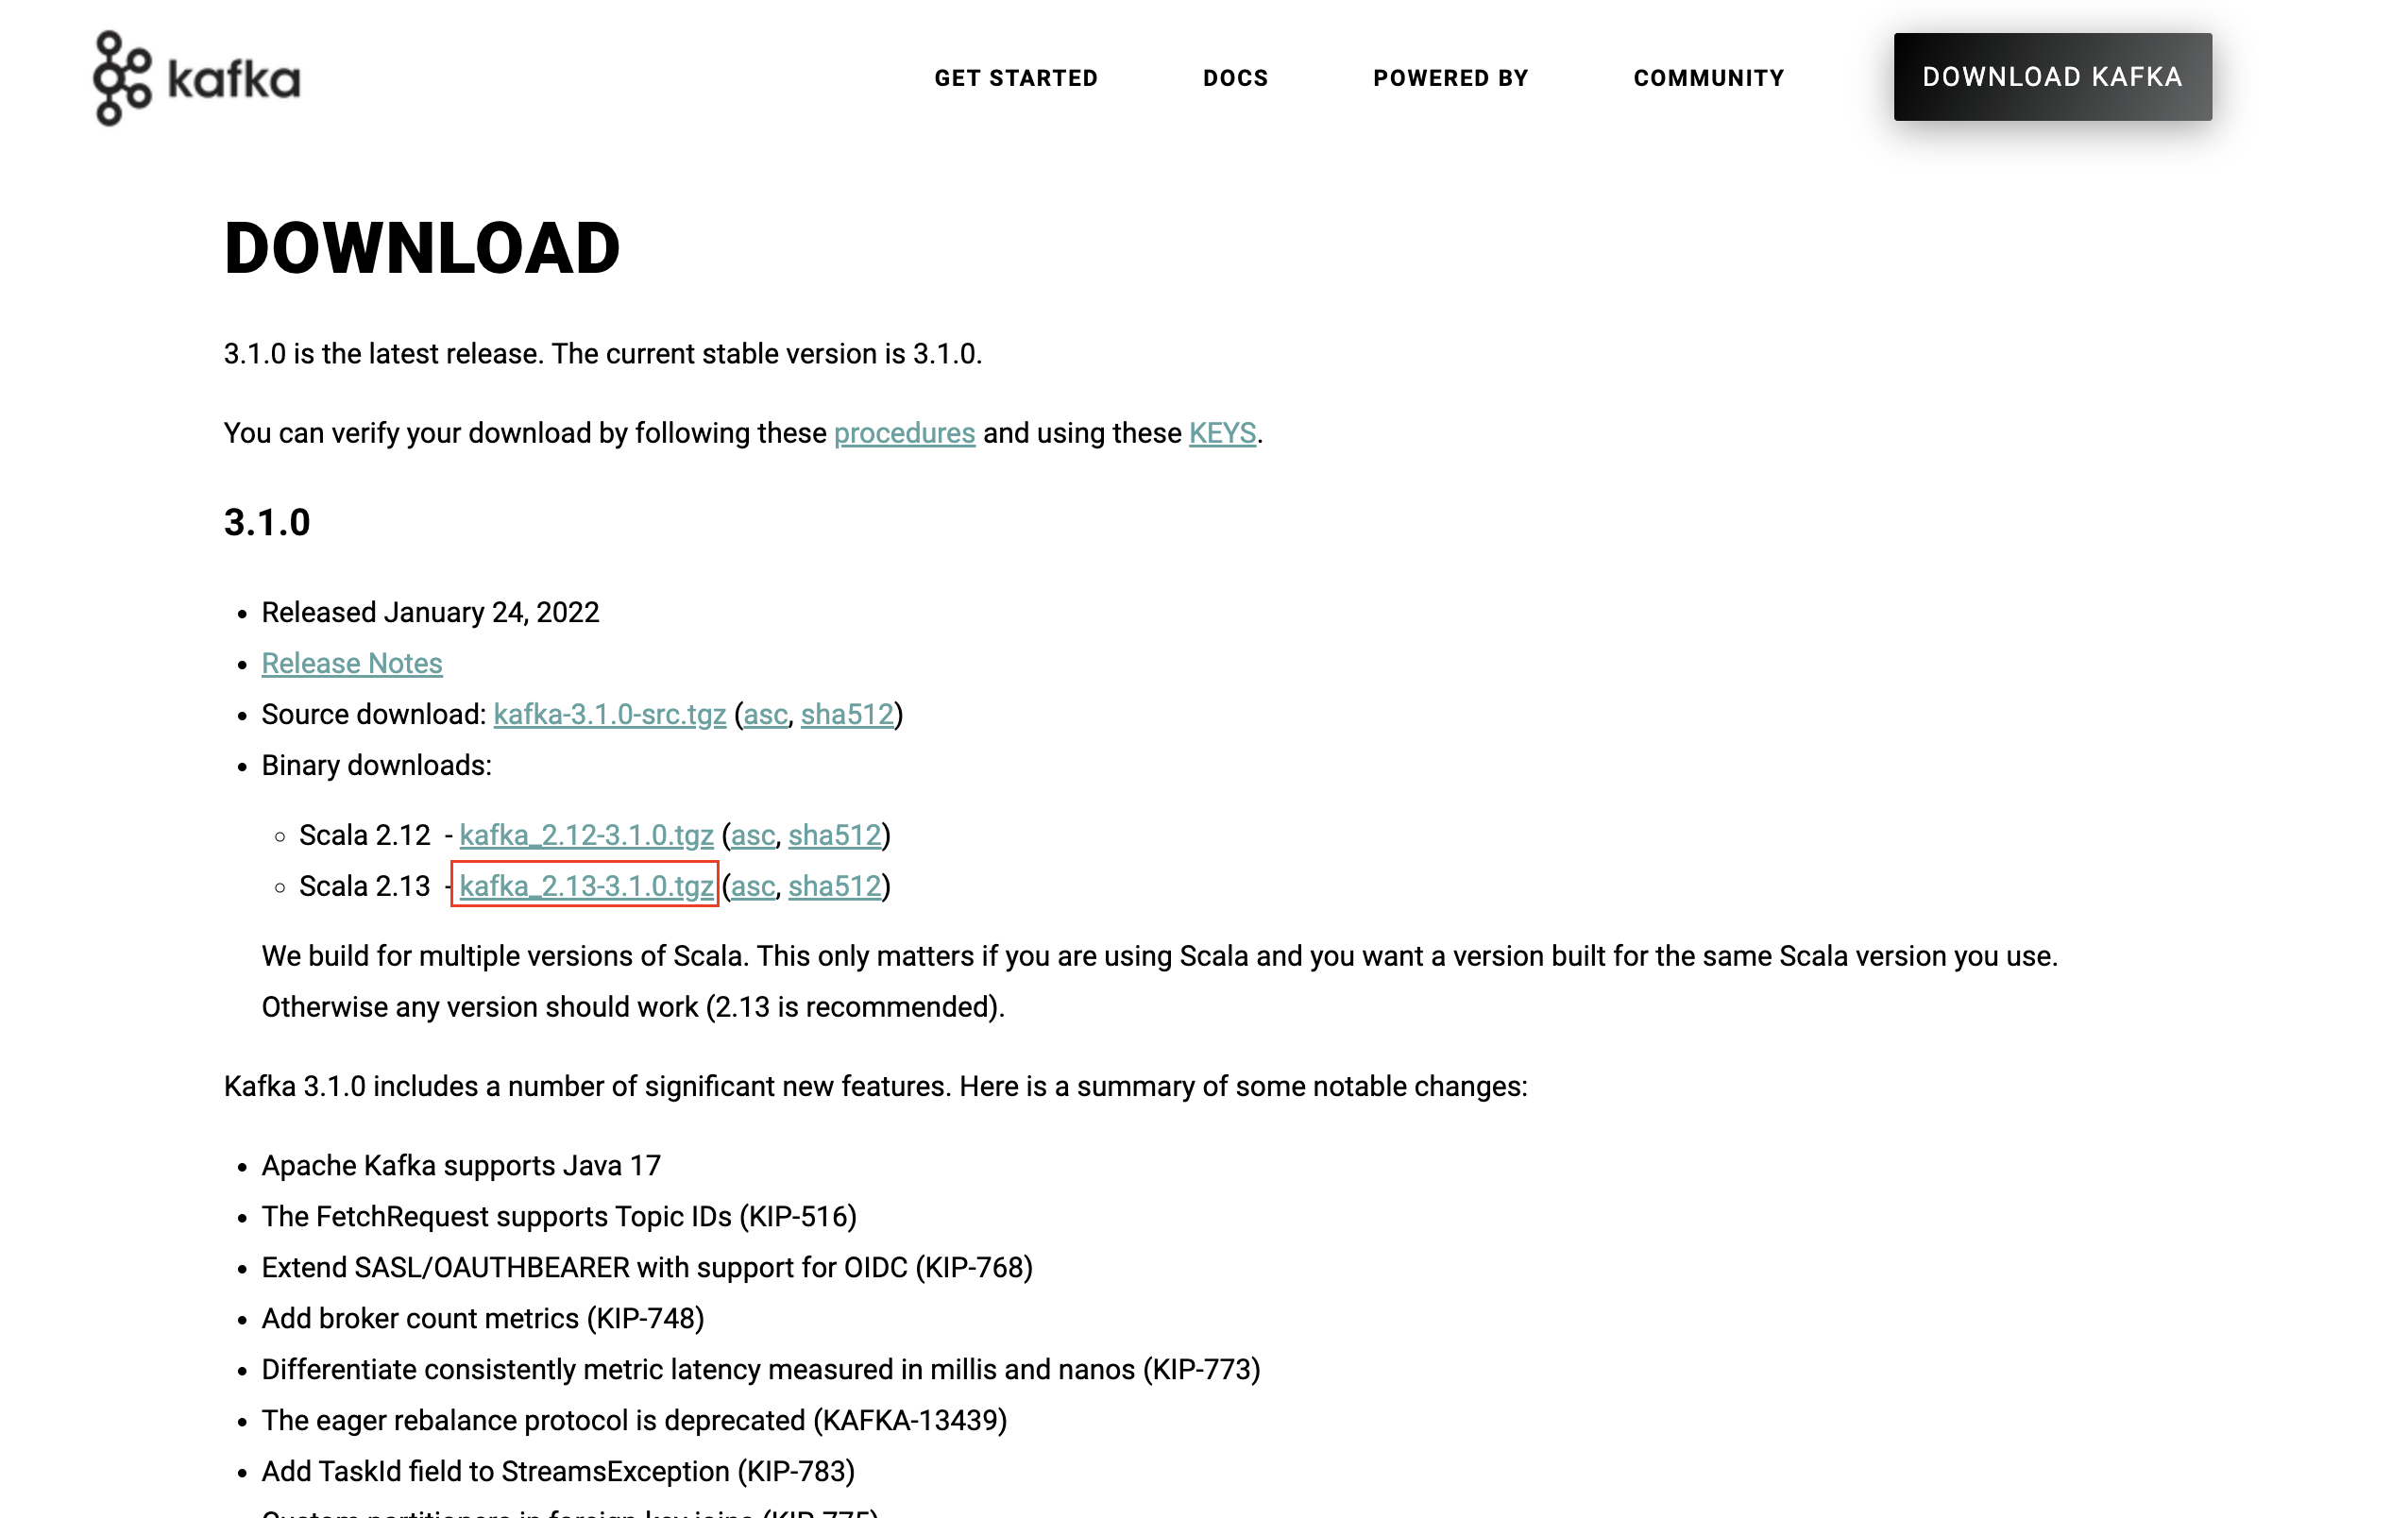 kafka
GET STARTED
DOCS
POWERED BY
COMMUNITY
DOWNLOAD KAFKA
DOWNLOAD
3.1.0 is the latest release. The current stable version is 3.1.0.
You can verify your download by following these procedures and using these KEYS.
3.1.0
• Released January 24, 2022
• Release Notes
• Source download: kafka-3.1.0-src.tgz (asc, sha512)
• Binary downloads:
◦ Scala 2.12 - kafka_2.12-3.1.0.tgz (asc, sha512)
◦ Scala 2.13 - kafka_2.13-3.1.0.tgz (asc, sha512)
We build for multiple versions of Scala. This only matters if you are using Scala and you want a version built for the same Scala version you use.
Otherwise any version should work (2.13 is recommended).
Kafka 3.1.0 includes a number of significant new features. Here is a summary of some notable changes:
• Apache Kafka supports Java 17
• The FetchRequest supports Topic IDs (KIP-516)
• Extend SASL/OAUTHBEARER with support for OIDC (KIP-768)
• Add broker count metrics (KIP-748)
• Differentiate consistently metric latency measured in millis and nanos (KIP-773)
• The eager rebalance protocol is deprecated (KAFKA-13439)
• Add TaskId field to StreamsException (KIP-783)
Custom partitioners in foreign key joins (KIP-775)